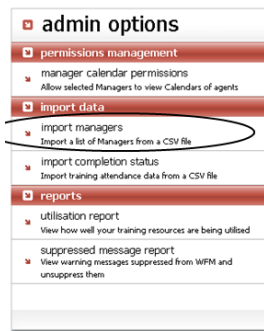 admin options
permissions management
manager calendar permissions
Allow selected Managers to view Calendars of agents
import data
import managers
Import a list of Managers from a CSV file
import completion status
Import training attendance data from a CSV file
reports
utilisation report
View how well your training resources are being utilised
suppressed message report
View warning messages suppressed from WFM and
unsuppress them